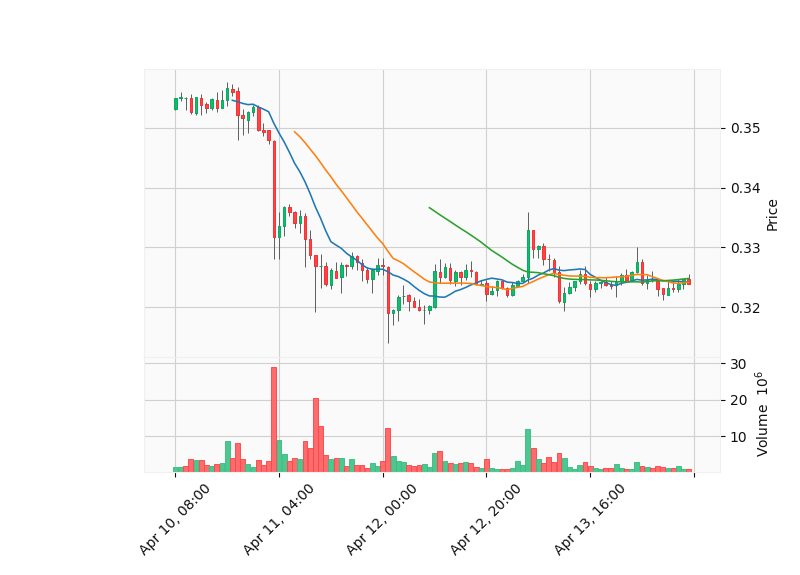 0.35
0.34
Price
0.33
0.32
30
20
Volume 10^6
10
Apr 10, 08:00
Apr 11, 04:00
Apr 12, 00:00
Apr 12, 20:00
Apr 13, 16:00